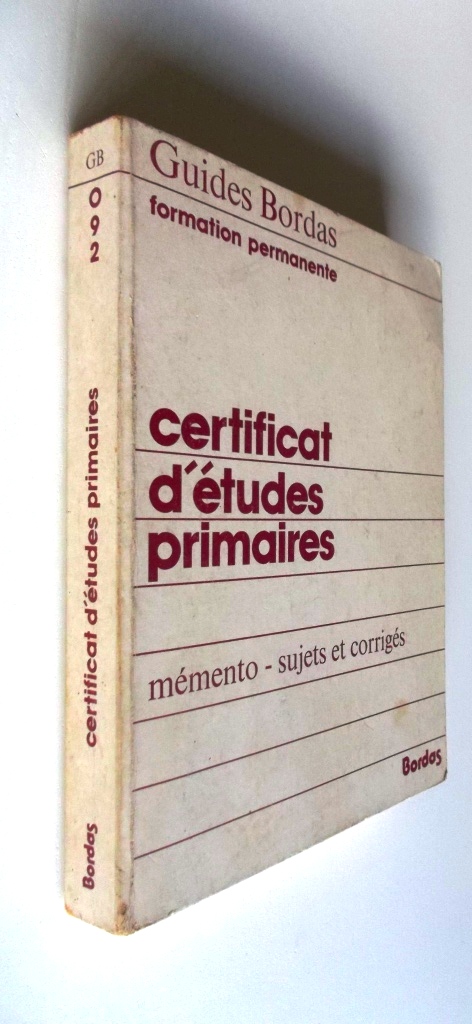 GB
0
9
2
certificat d'études primaires
Bordas
Guides Bordas
formation permanente
certificat
d'études
primaires
mémento - sujets et corrigés
Bordas